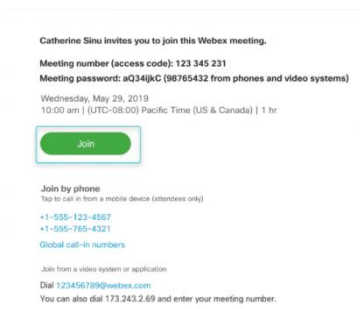 Catherine Sinu invites you to join this Webex meeting.
Meeting number (access code): 123 345 231
Meeting password: aQ34ijkC (98765432 from phones and video systems)
Wednesday, May 29, 2019
10:00 am | (UTC-08:00) Pacific Time (US & Canada) | 1 hr
Join
Join by phone
Tap to call in from a mobile device (attendees only)
+1-555-123-4567
+1-555-765-4321
Global call-in numbers
Join from a video system or application
Dial 123456789@webex.com
You can also dial 173.243.2.69 and enter your meeting number.